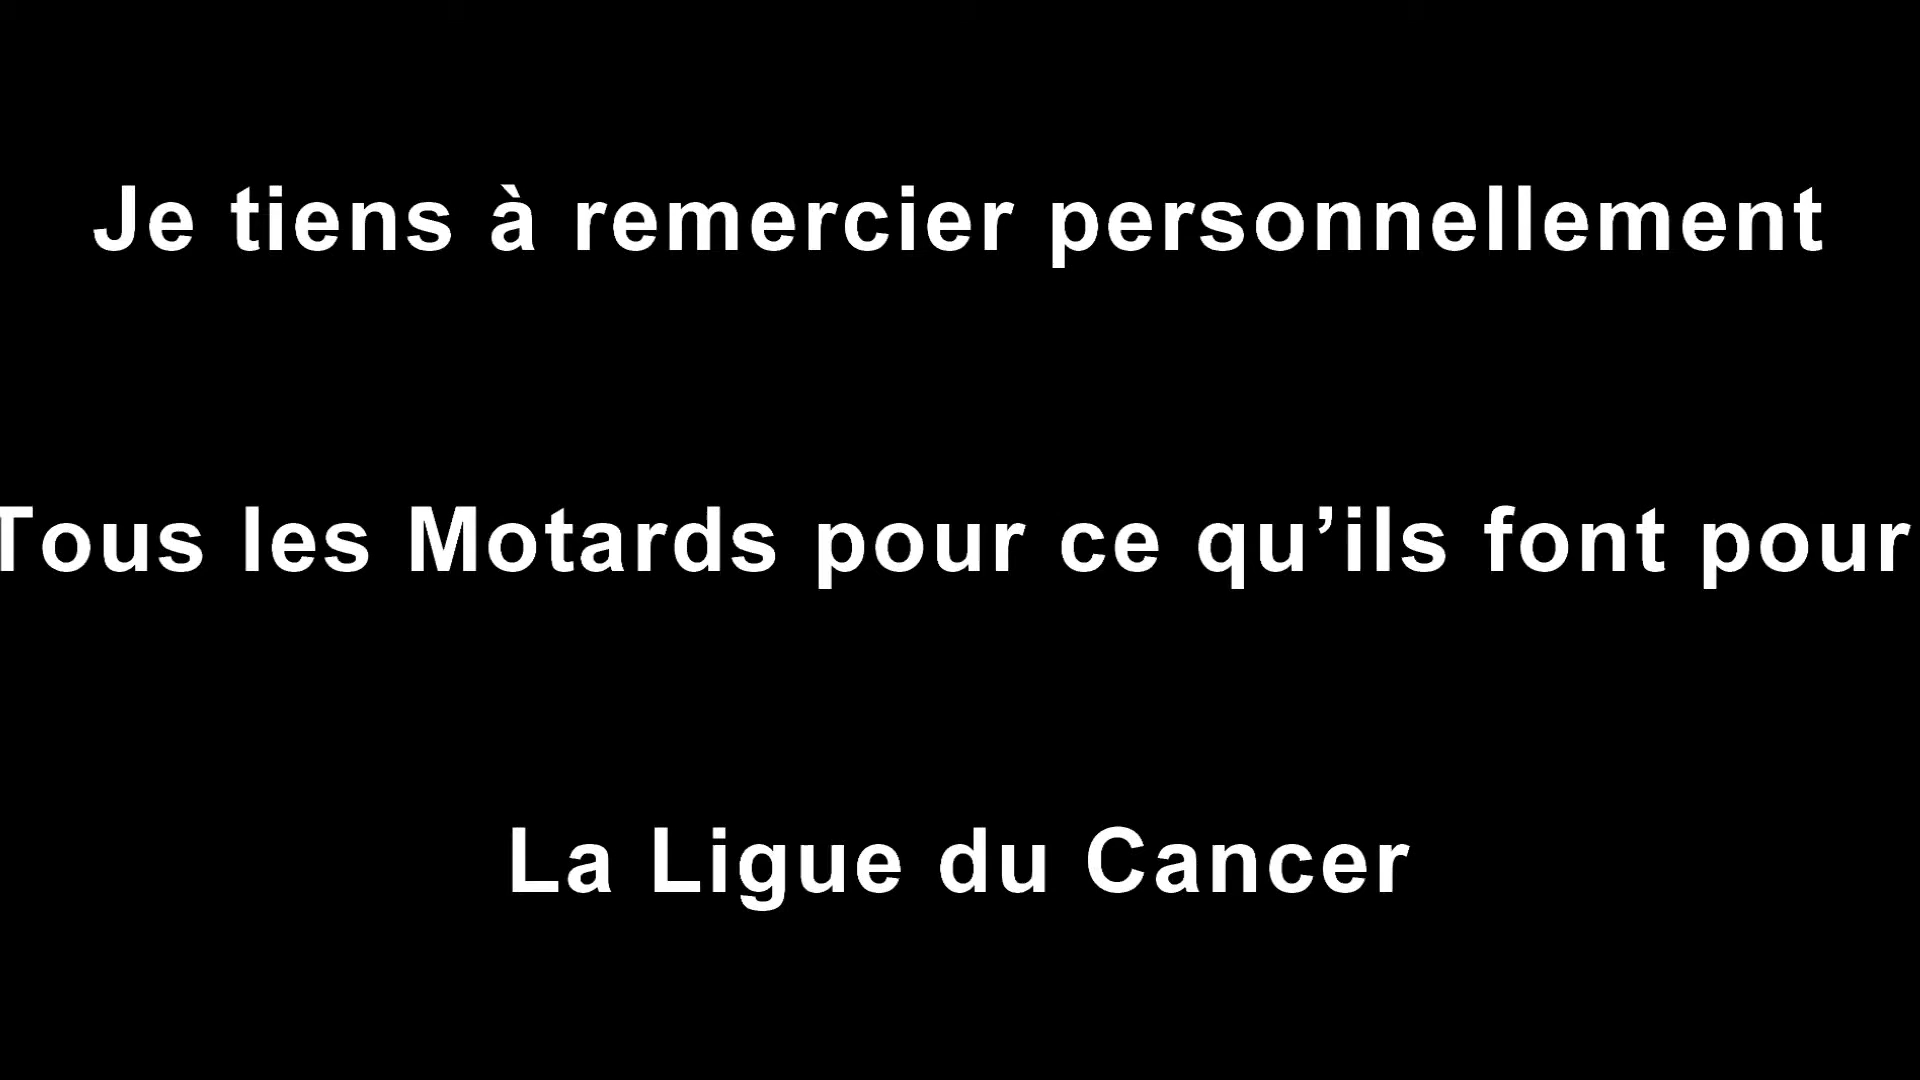 Je tiens à remercier personnellement
Tous les Motards pour ce qu’ils font pour
La Ligue du Cancer